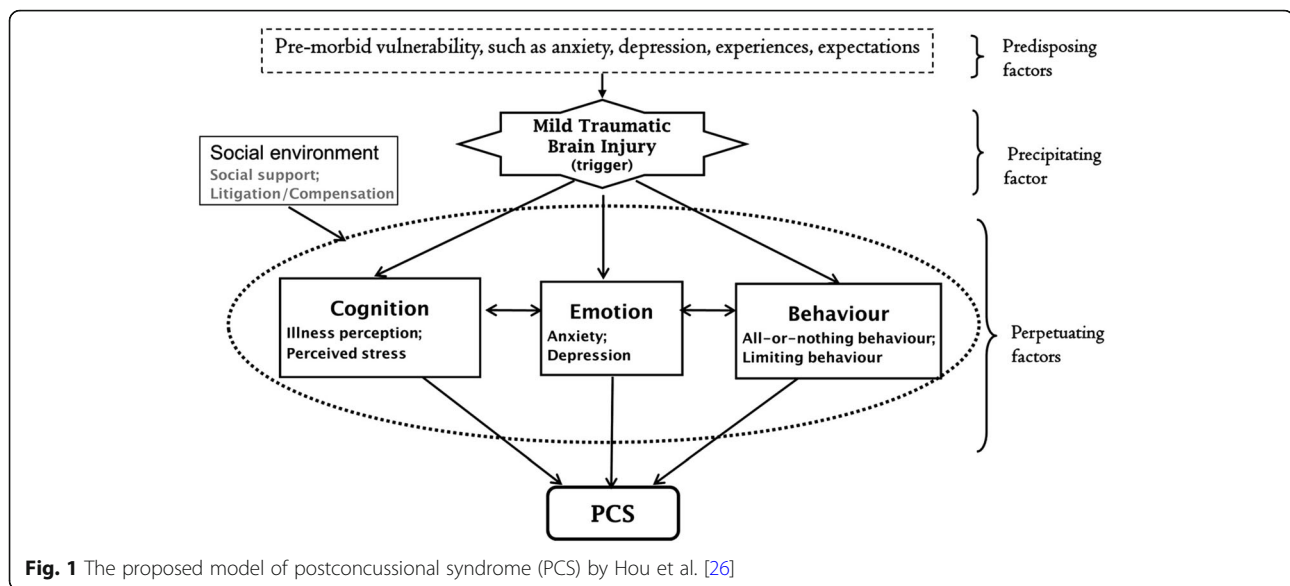 Pre-morbid vulnerability, such as anxiety, depression, experiences, expectations
Predisposing
factors
Mild Traumatic
Brain Injury
(trigger)
Precipitating
factor
Social environment
Social support;
Litigation/Compensation
Cognition
Illness perception;
Perceived stress
Emotion
Anxiety;
Depression
Behaviour
All-or-nothing behaviour;
Limiting behaviour
Perpetuating
factors
PCS
Fig. 1 The proposed model of postconcussional syndrome (PCS) by Hou et al. [26]